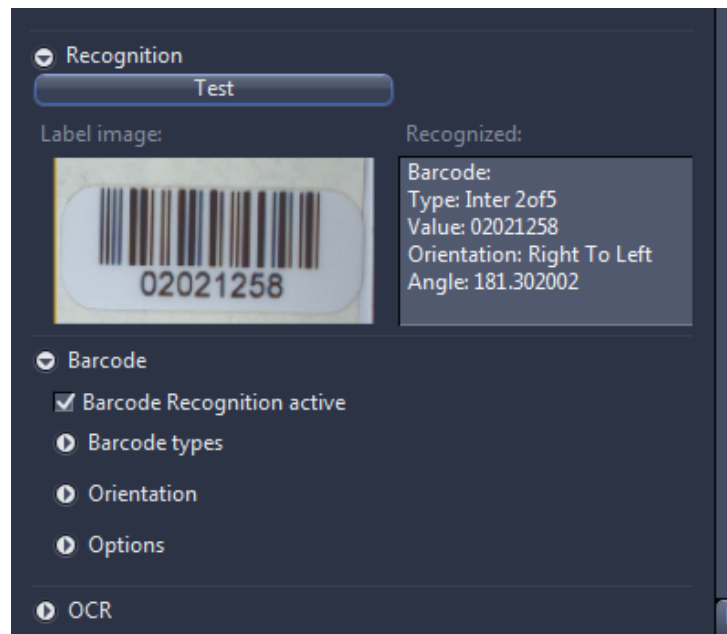 Recognition
Test
Label image:
Recognized:
02021258
Barcode:
Type: Inter 2of5
Value: 02021258
Orientation: Right To Left
Angle: 181.302002
Barcode
Barcode Recognition active
Barcode types
Orientation
Options
OCR